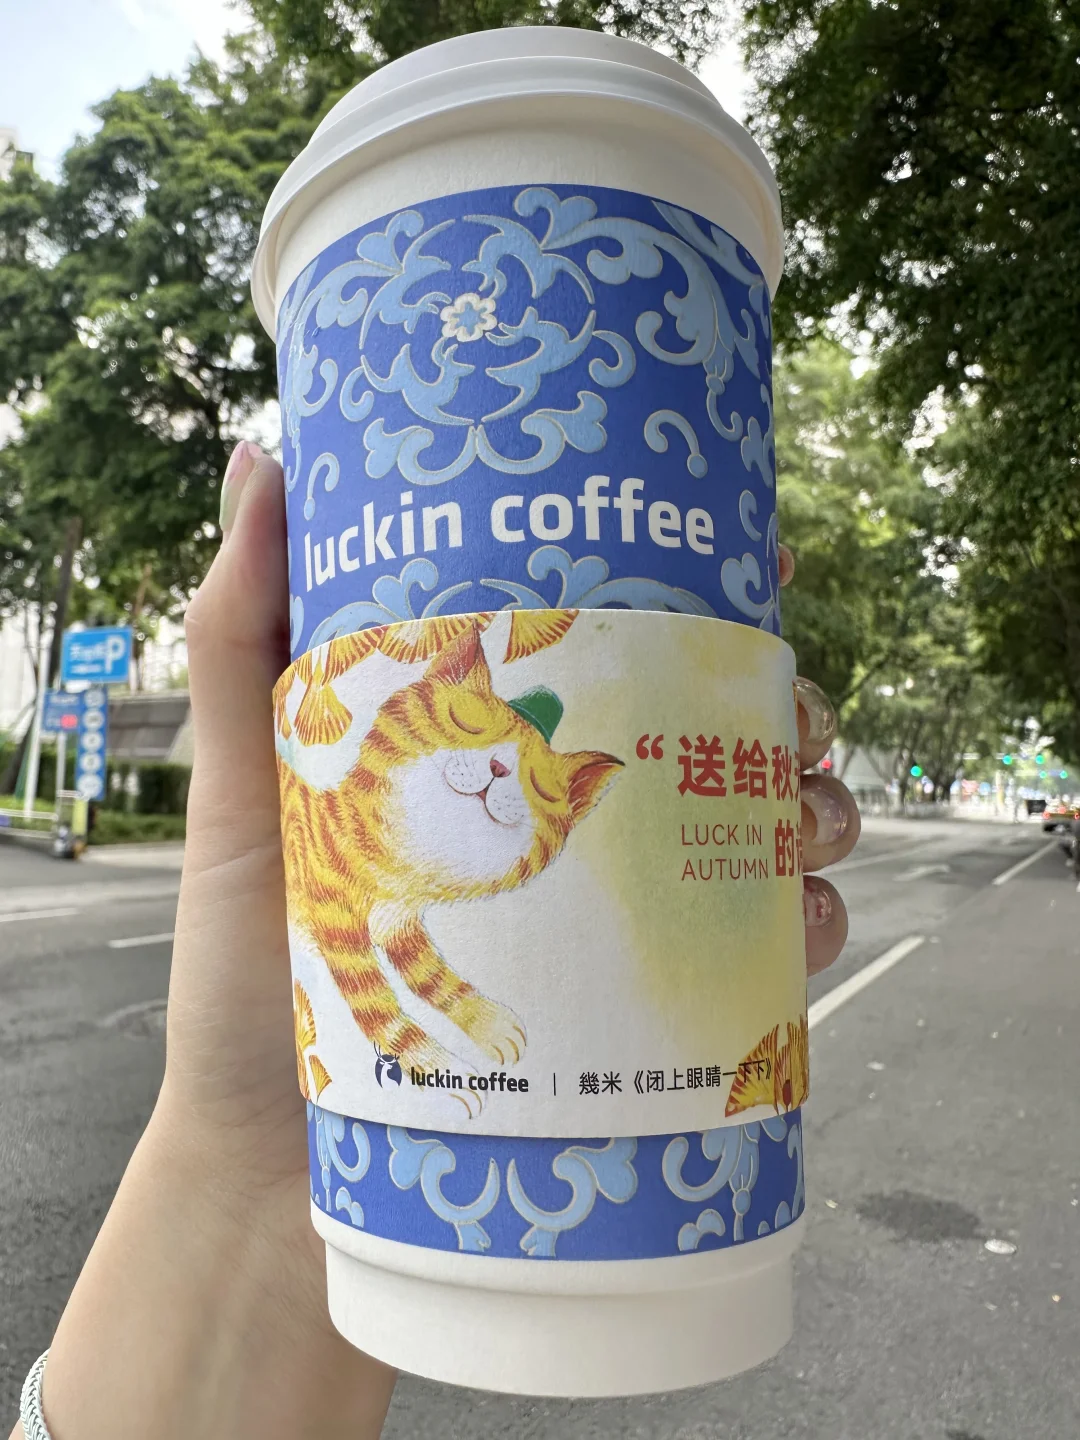 luckin coffee
“送给秋
LUCK IN
AUTUMN
的
luckin coffee | 幾米《闭上眼睛一下下》
P